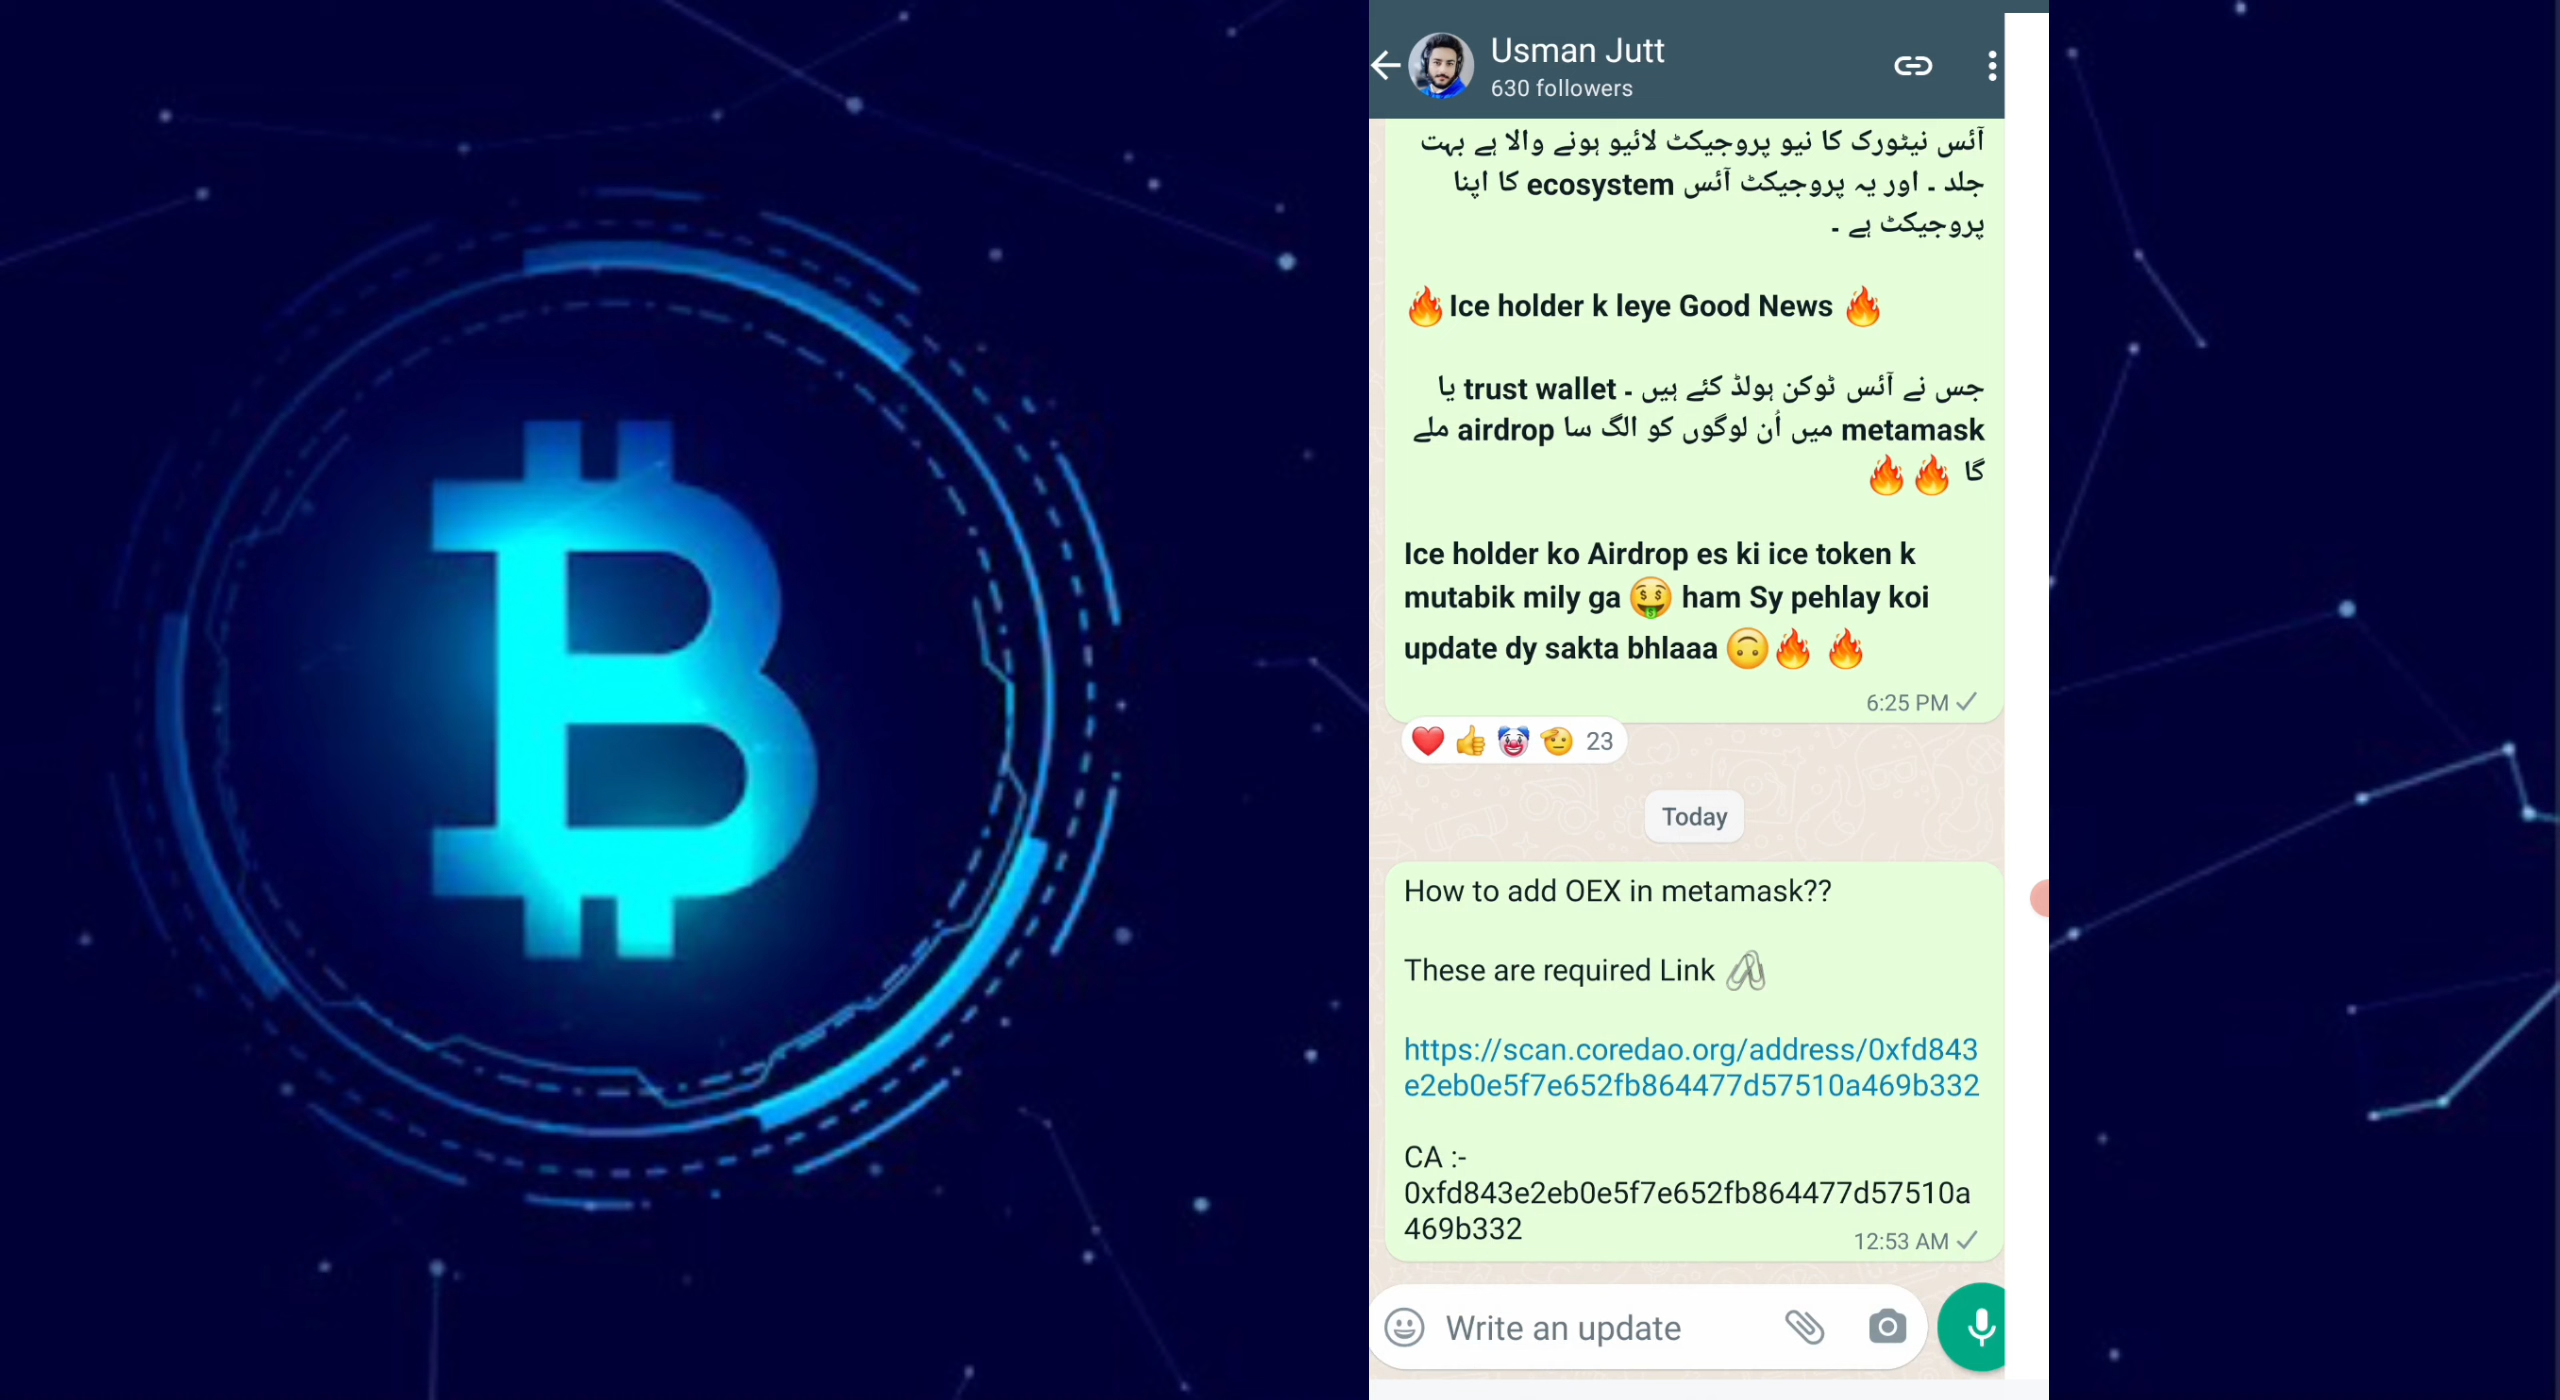 Usman Jutt
630 followers
آئس نیٹورک کا نیو پروجیکٹ لائیو ہونے والا ہے بہت
جلد ۔ اور یہ پروجیکٹ آئس ecosystem کا اپنا
پروجیکٹ ہے ۔
🔥Ice holder k leye Good News 🔥
جس نے آئس ٹوکن ہولڈ کئے ہیں ۔ trust wallet یا
metamask میں اُن لوگوں کو الگ سا airdrop ملے
گا 🔥🔥
Ice holder ko Airdrop es ki ice token k
mutabik mily ga 🤑 ham Sy pehlay koi
update dy sakta bhlaaa 🙃🔥 🔥
6:25 PM
❤️👍🤡🫡 23
Today
How to add OEX in metamask??
These are required Link 🖇️
https://scan.coredao.org/address/0xfd843
e2eb0e5f7e652fb864477d57510a469b332
CA :-
0xfd843e2eb0e5f7e652fb864477d57510a
469b332
12:53 AM
Write an update